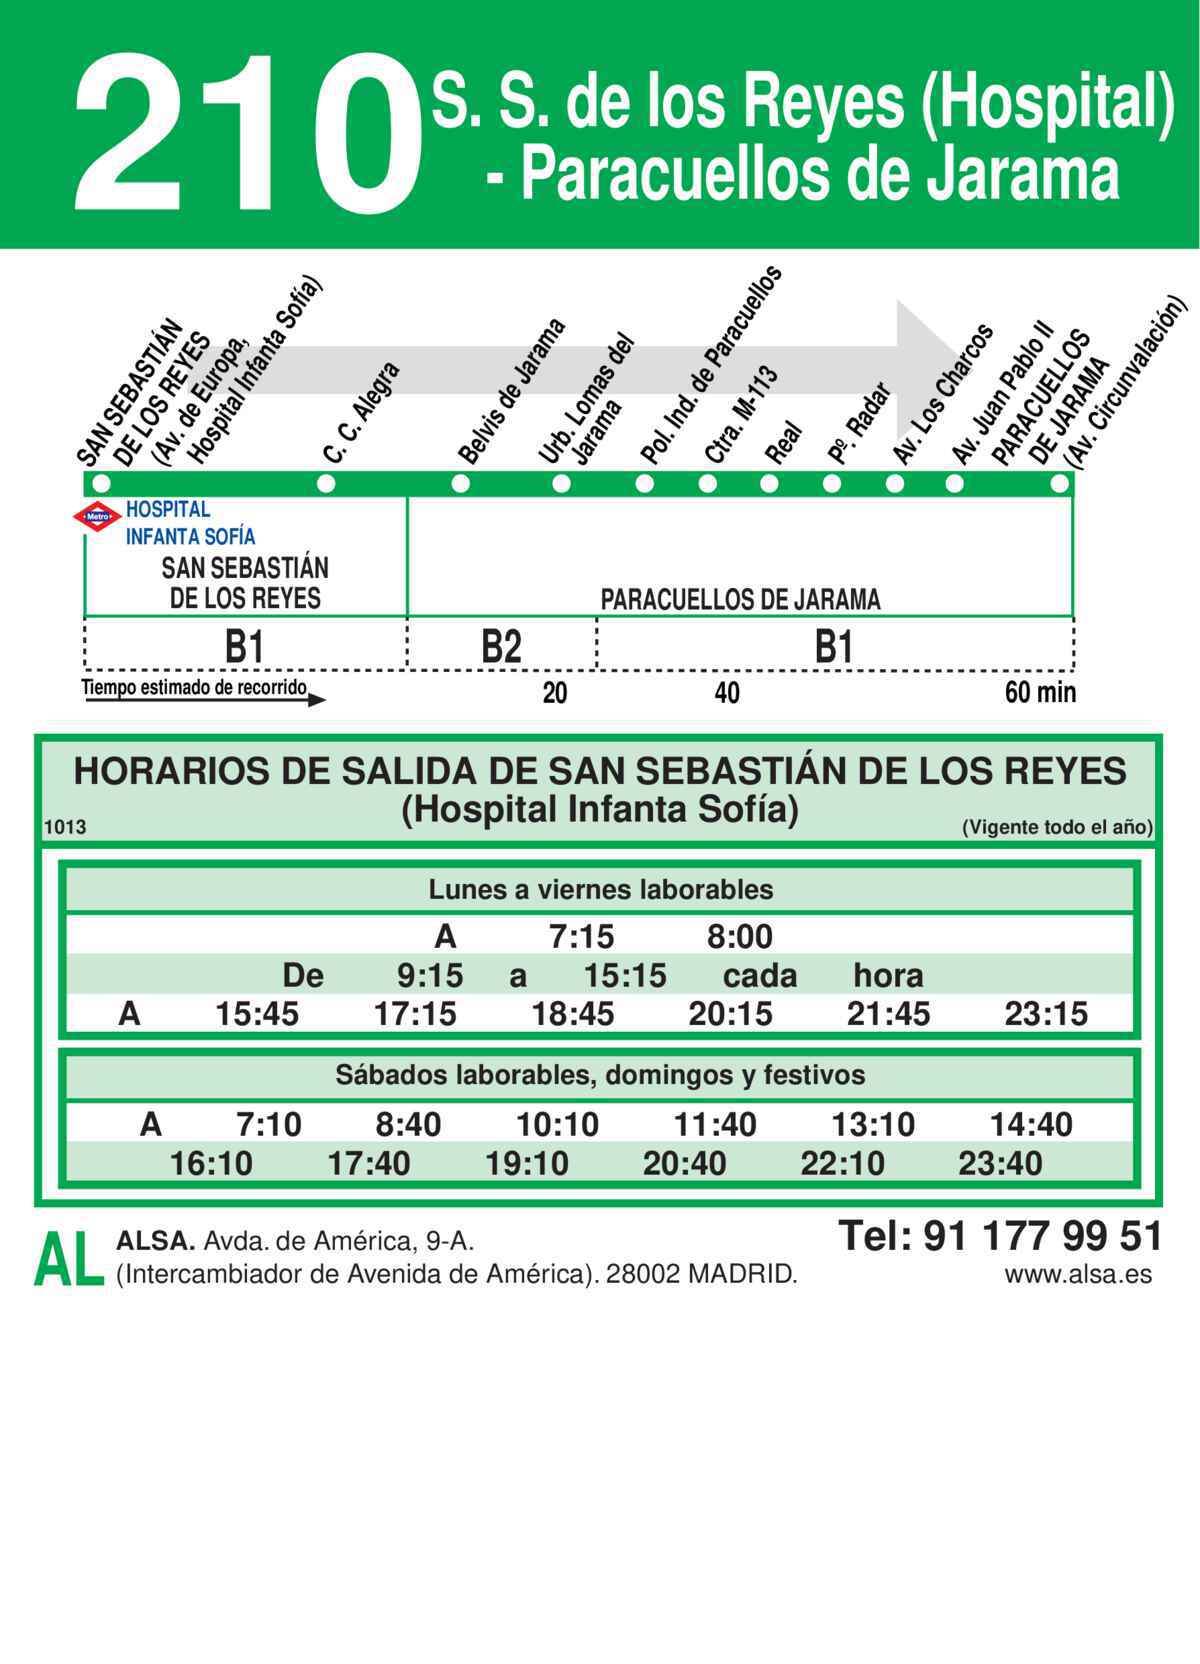 210
S. S. de los Reyes (Hospital)
- Paracuellos de Jarama
SAN SEBASTIÁN
DE LOS REYES
(Av. de Europa,
Hospital Infanta Sofía)
C. C. Alegra
Belvis de Jarama
Urb. Lomas del
Jarama
Pol. Ind. de Paracuellos
Ctra. M-113
Real
Pº. Radar
Av. Los Charcos
Av. Juan Pablo II
PARACUELLOS
DE JARAMA
(Av. Circunvalación)
Metro
HOSPITAL
INFANTA SOFÍA
SAN SEBASTIÁN
DE LOS REYES
PARACUELLOS DE JARAMA
B1 B2 B1
Tiempo estimado de recorrido 20 40 60 min
HORARIOS DE SALIDA DE SAN SEBASTIÁN DE LOS REYES
(Hospital Infanta Sofía)
1013 (Vigente todo el año)
Lunes a viernes laborables
A 7:15 8:00
De 9:15 a 15:15 cada hora
A 15:45 17:15 18:45 20:15 21:45 23:15
Sábados laborables, domingos y festivos
A 7:10 8:40 10:10 11:40 13:10 14:40
16:10 17:40 19:10 20:40 22:10 23:40
AL
ALSA. Avda. de América, 9-A.
(Intercambiador de Avenida de América). 28002 MADRID.
Tel: 91 177 99 51
www.alsa.es